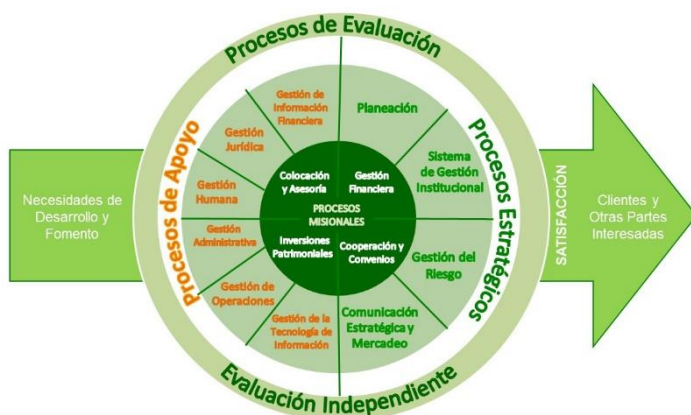 Procesos de Evaluación
Necesidades de
Desarrollo y
Fomento
Procesos de Apoyo
Gestión de
Información
Financiera
Gestión
Jurídica
Gestión
Humana
Gestión
Administrativa
Gestión de
Operaciones
Gestión de la
Tecnología de
Información
Colocación
y Asesoría
Gestión
Financiera
PROCESOS
MISIONALES
Inversiones
Patrimoniales
Cooperación y
Convenios
Planeación
Sistema
de Gestión
Institucional
Gestión del
Riesgo
Comunicación
Estratégica y
Mercadeo
Procesos Estratégicos
SATISFACCIÓN
Clientes y
Otras Partes
Interesadas
Evaluación Independiente